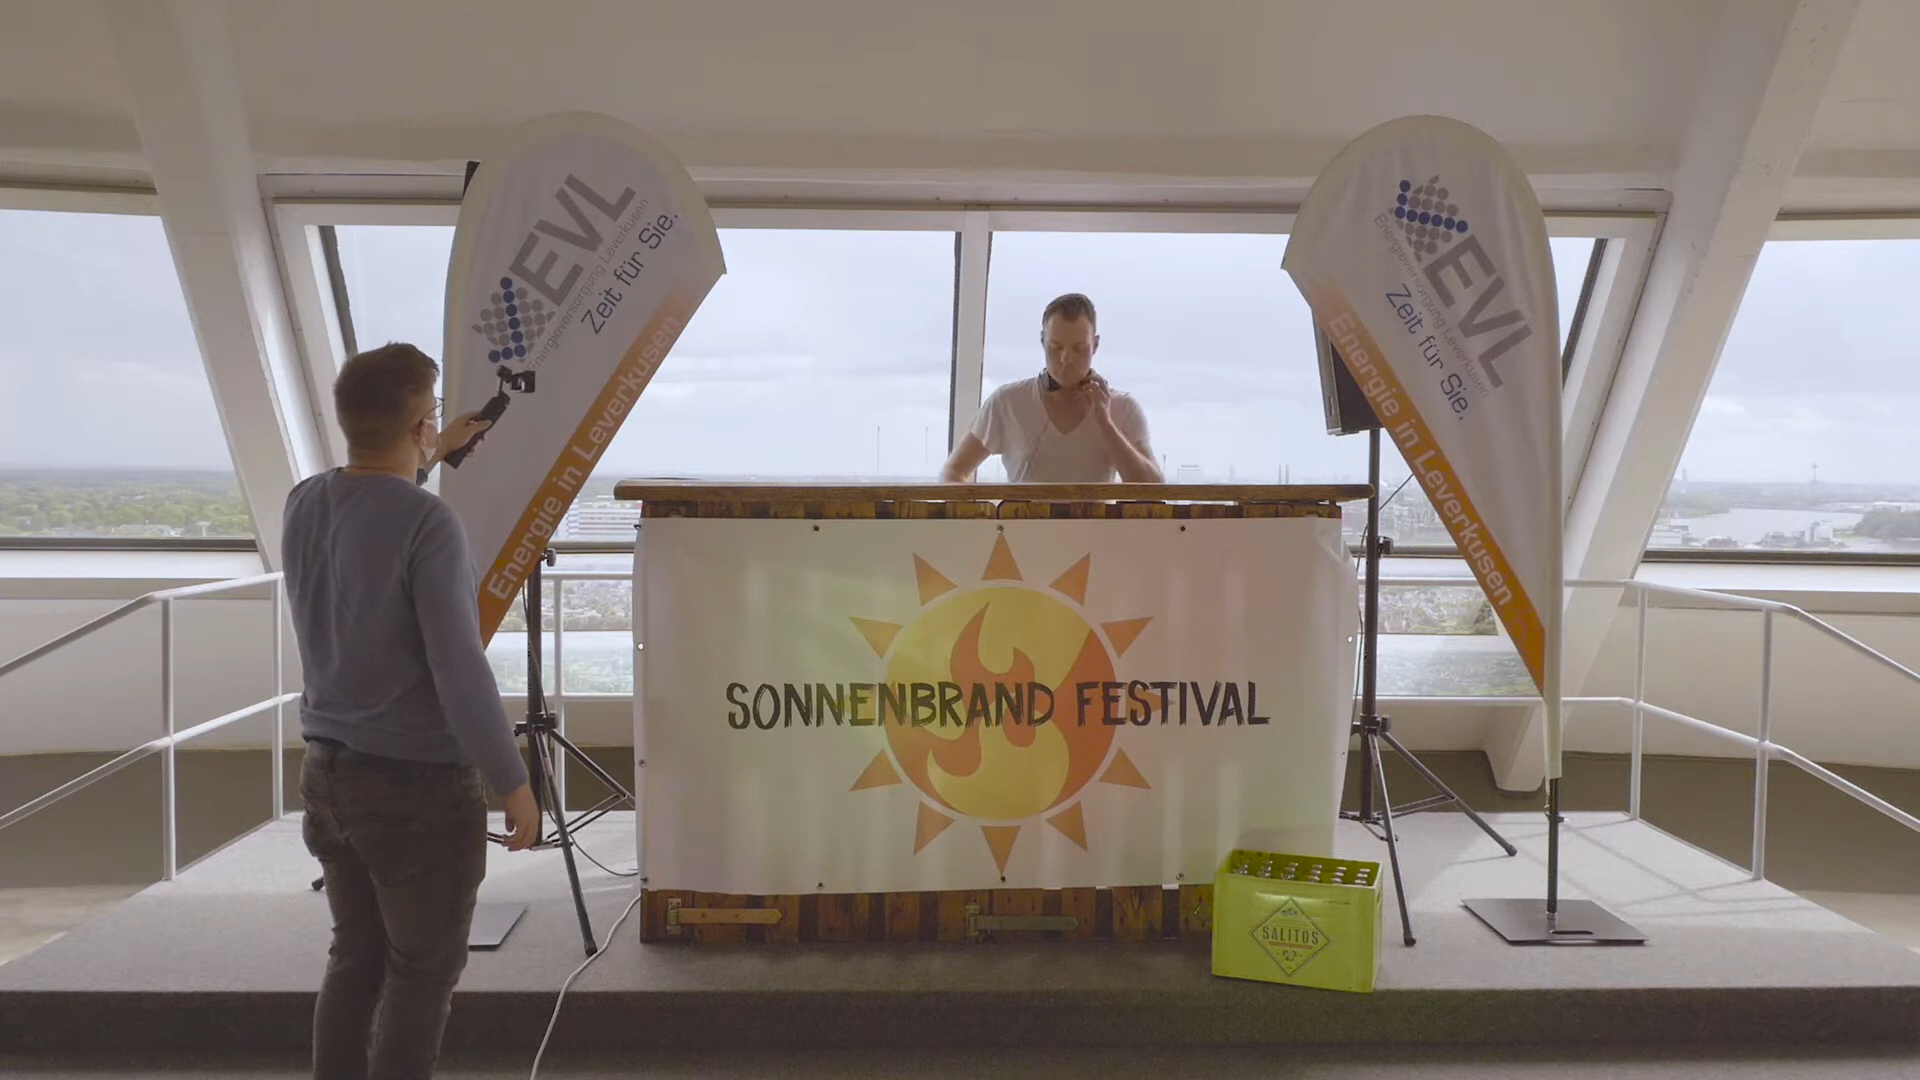 EVL
Energieversorgung Leverkusen
Zeit für Sie.
Energie in Leverkusen
EVL
Energieversorgung Leverkusen
Zeit für Sie.
Energie in Leverkusen
SONNENBRAND FESTIVAL
SALITOS